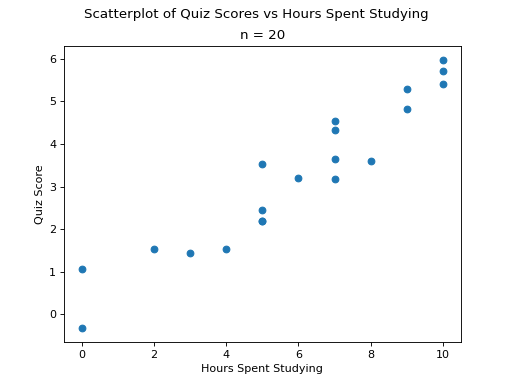 Scatterplot of Quiz Scores vs Hours Spent Studying
n = 20
6
5
4
3
2
1
0
Quiz Score
0 2 4 6 8 10
Hours Spent Studying